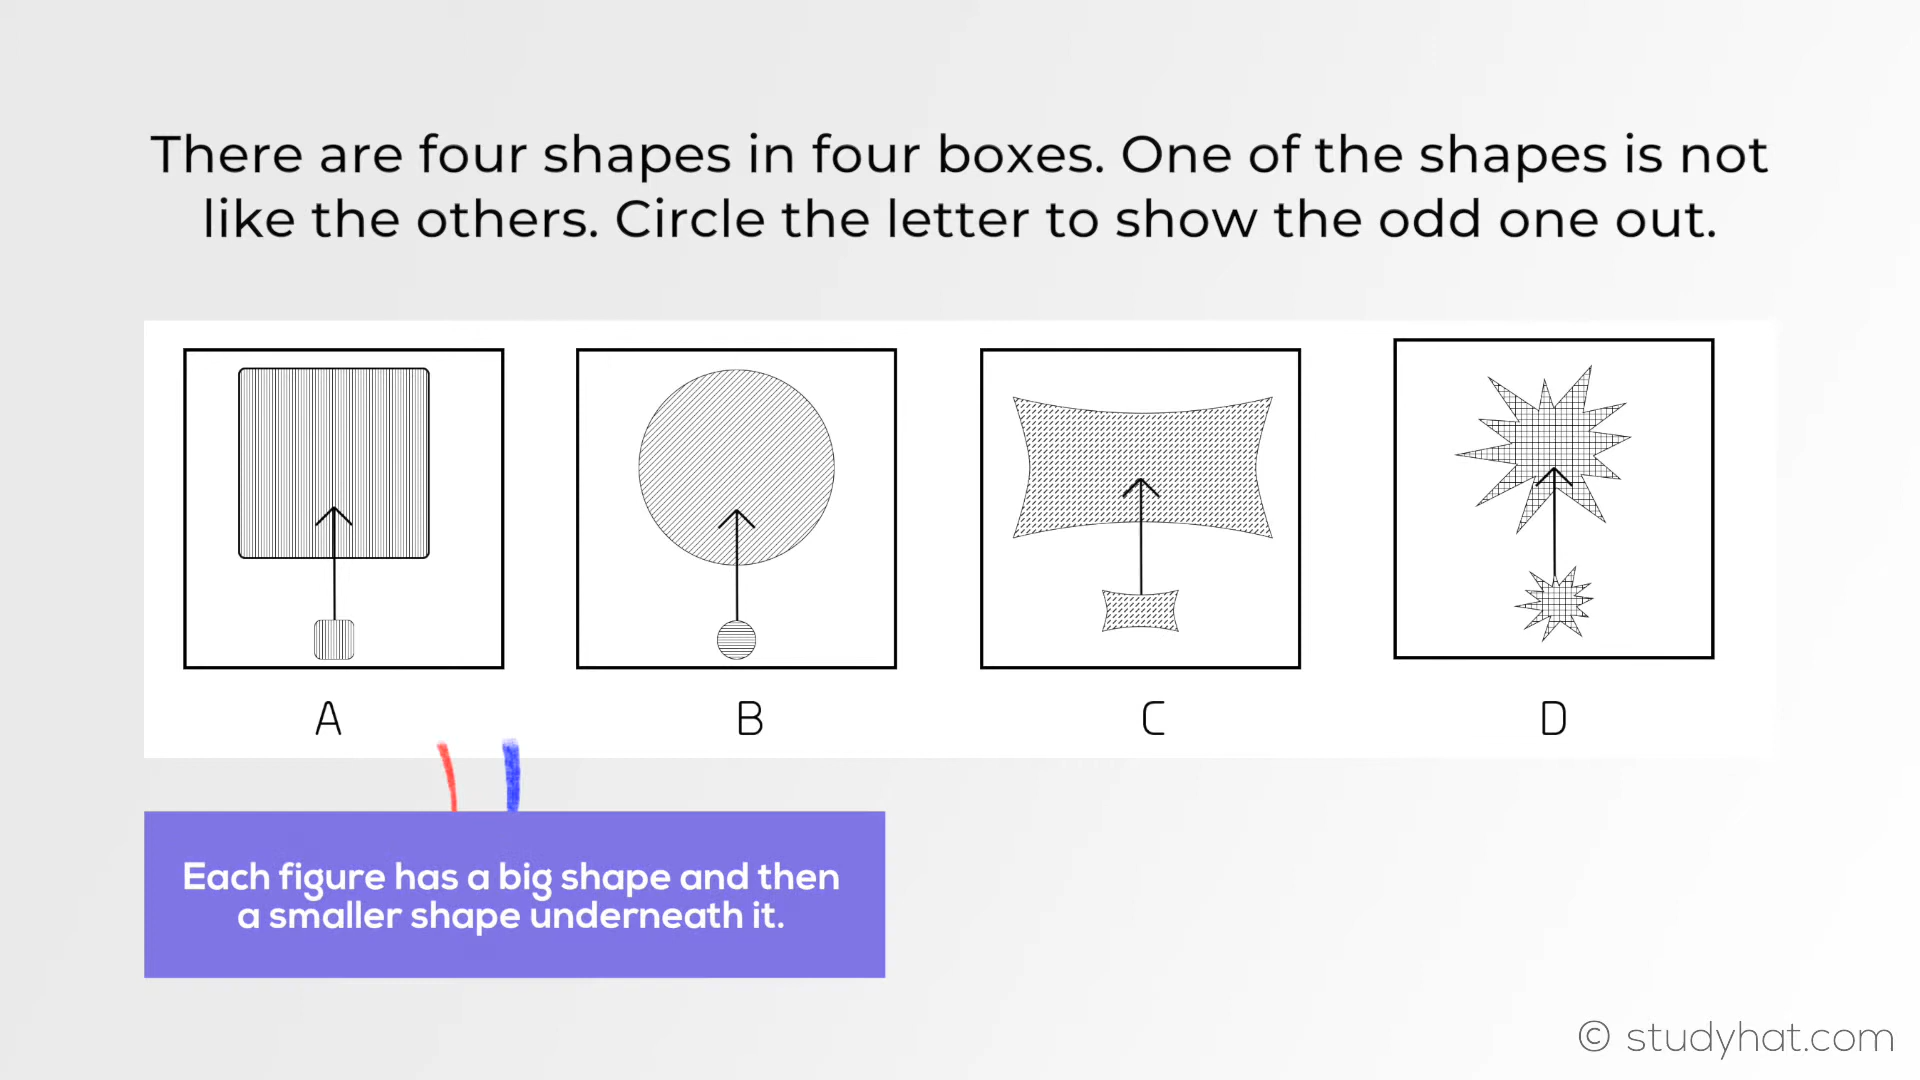 There are four shapes in four boxes. One of the shapes is not
like the others. Circle the letter to show the odd one out.
A
B
C
D
Each figure has a big shape and then
a smaller shape underneath it.
© studyhat.com